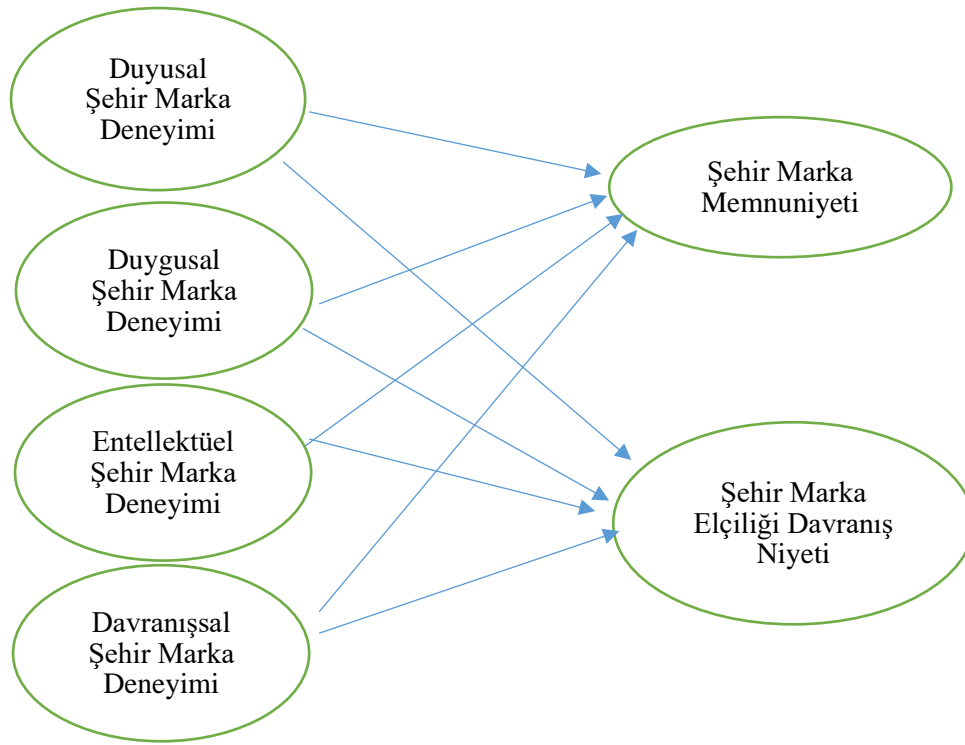 Duyusal
Şehir Marka
Deneyimi
Duygusal
Şehir Marka
Deneyimi
Entellektüel
Şehir Marka
Deneyimi
Davranışsal
Şehir Marka
Deneyimi
Şehir Marka
Memnuniyeti
Şehir Marka
Elçiliği Davranış
Niyeti